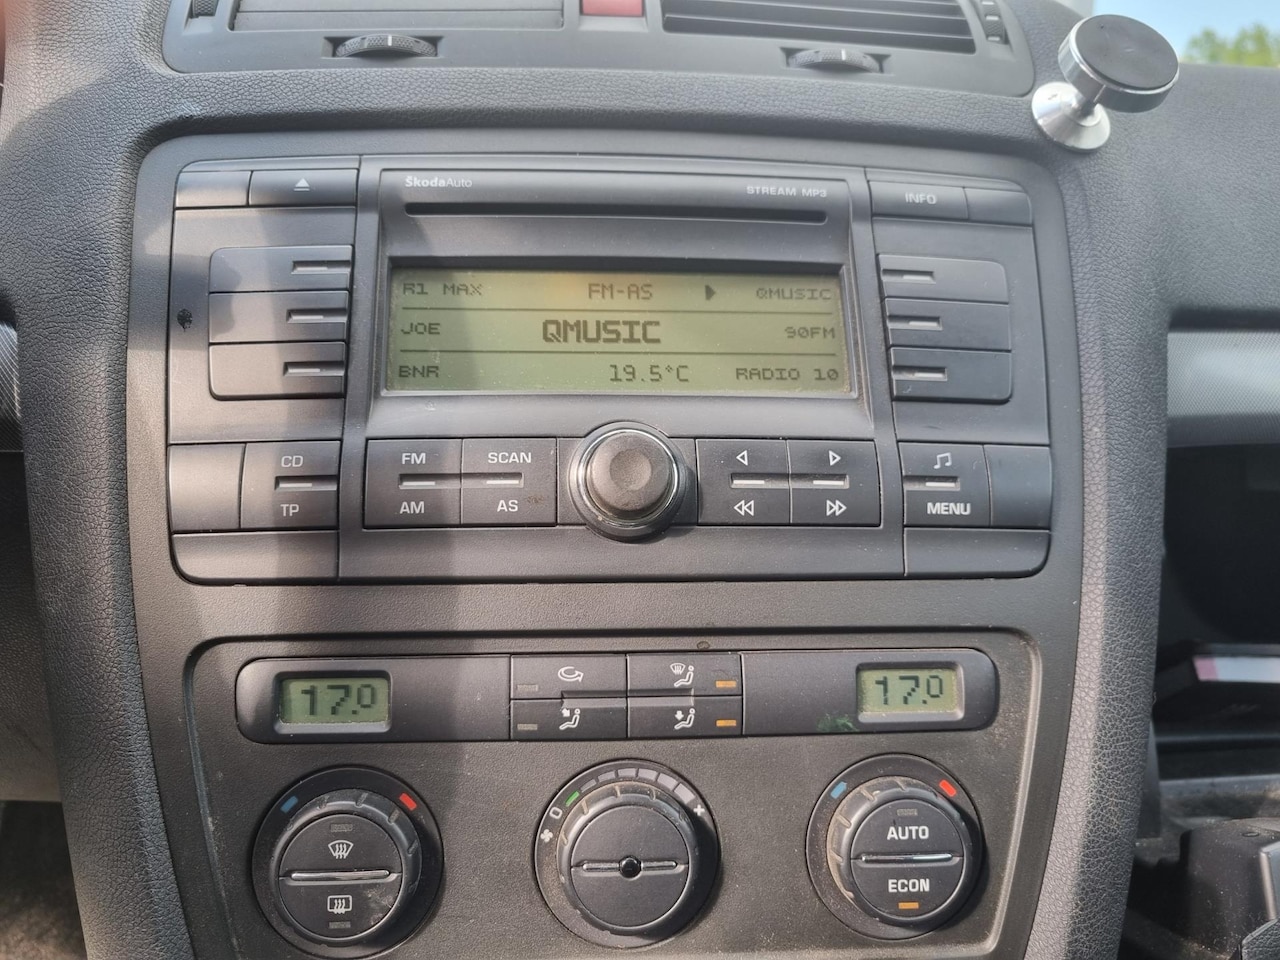 ŠkodaAuto STREAM MP3 INFO
R1 MAX FM-AS QMUSIC
JOE QMUSIC 90FM
BNR 19.5°C RADIO 10
CD FM SCAN
TP AM AS MENU
17.0 17.0
0
AUTO
ECON